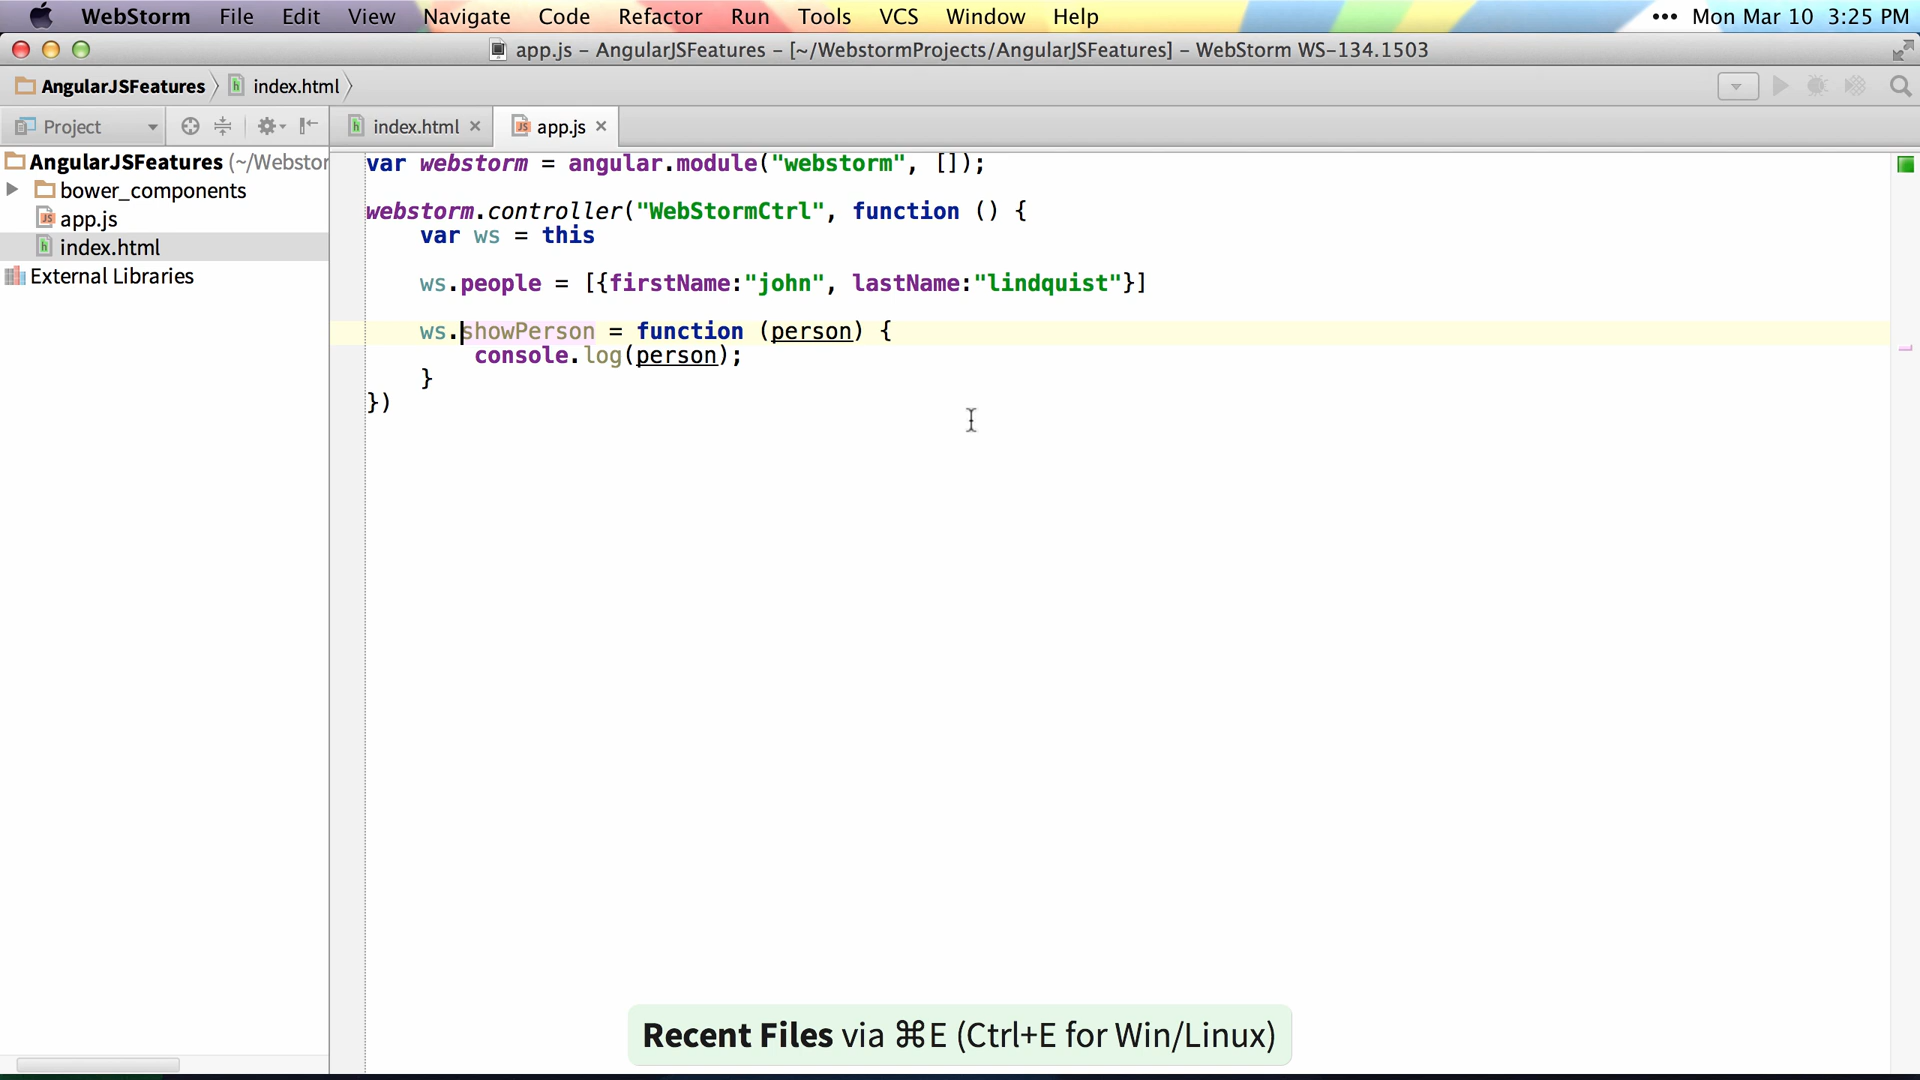 WebStorm File Edit View Navigate Code Refactor Run Tools VCS Window Help ••• Mon Mar 10 3:25 PM
app.js – AngularJSFeatures – [~/WebstormProjects/AngularJSFeatures] – WebStorm WS-134.1503
AngularJSFeatures index.html
Project
index.html app.js
AngularJSFeatures (~/Webstor
bower_components
app.js
index.html
External Libraries
var webstorm = angular.module("webstorm", []);
webstorm.controller("WebStormCtrl", function () {
var ws = this
ws.people = [{firstName:"john", lastName:"lindquist"}]
ws.showPerson = function (person) {
console.log(person);
}
})
Recent Files via ⌘E (Ctrl+E for Win/Linux)